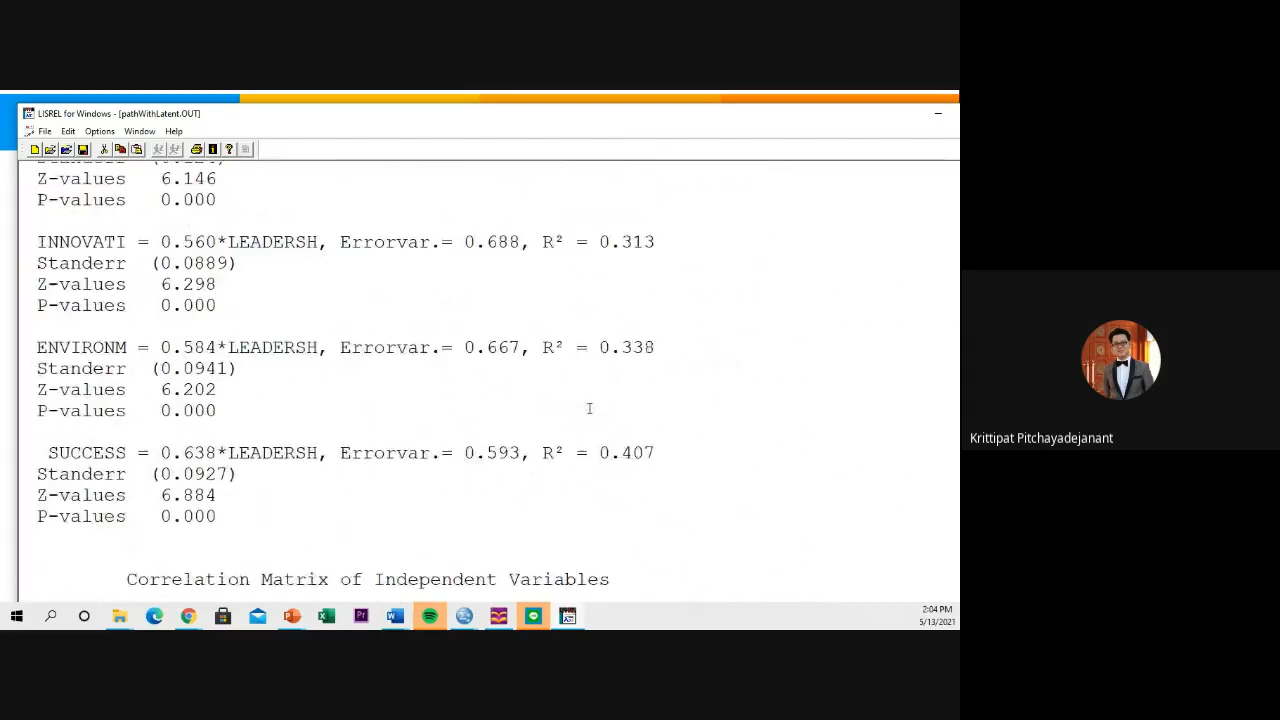 LISREL for Windows - [pathWithLatent.OUT]
File Edit Options Window Help
Z-values 6.146
P-values 0.000
INNOVATI = 0.560*LEADERSH, Errorvar.= 0.688, R² = 0.313
Standerr (0.0889)
Z-values 6.298
P-values 0.000
ENVIRONM = 0.584*LEADERSH, Errorvar.= 0.667, R² = 0.338
Standerr (0.0941)
Z-values 6.202
P-values 0.000
SUCCESS = 0.638*LEADERSH, Errorvar.= 0.593, R² = 0.407
Standerr (0.0927)
Z-values 6.884
P-values 0.000
Correlation Matrix of Independent Variables
2:04 PM
5/13/2021
Krittipat Pitchayadejanant